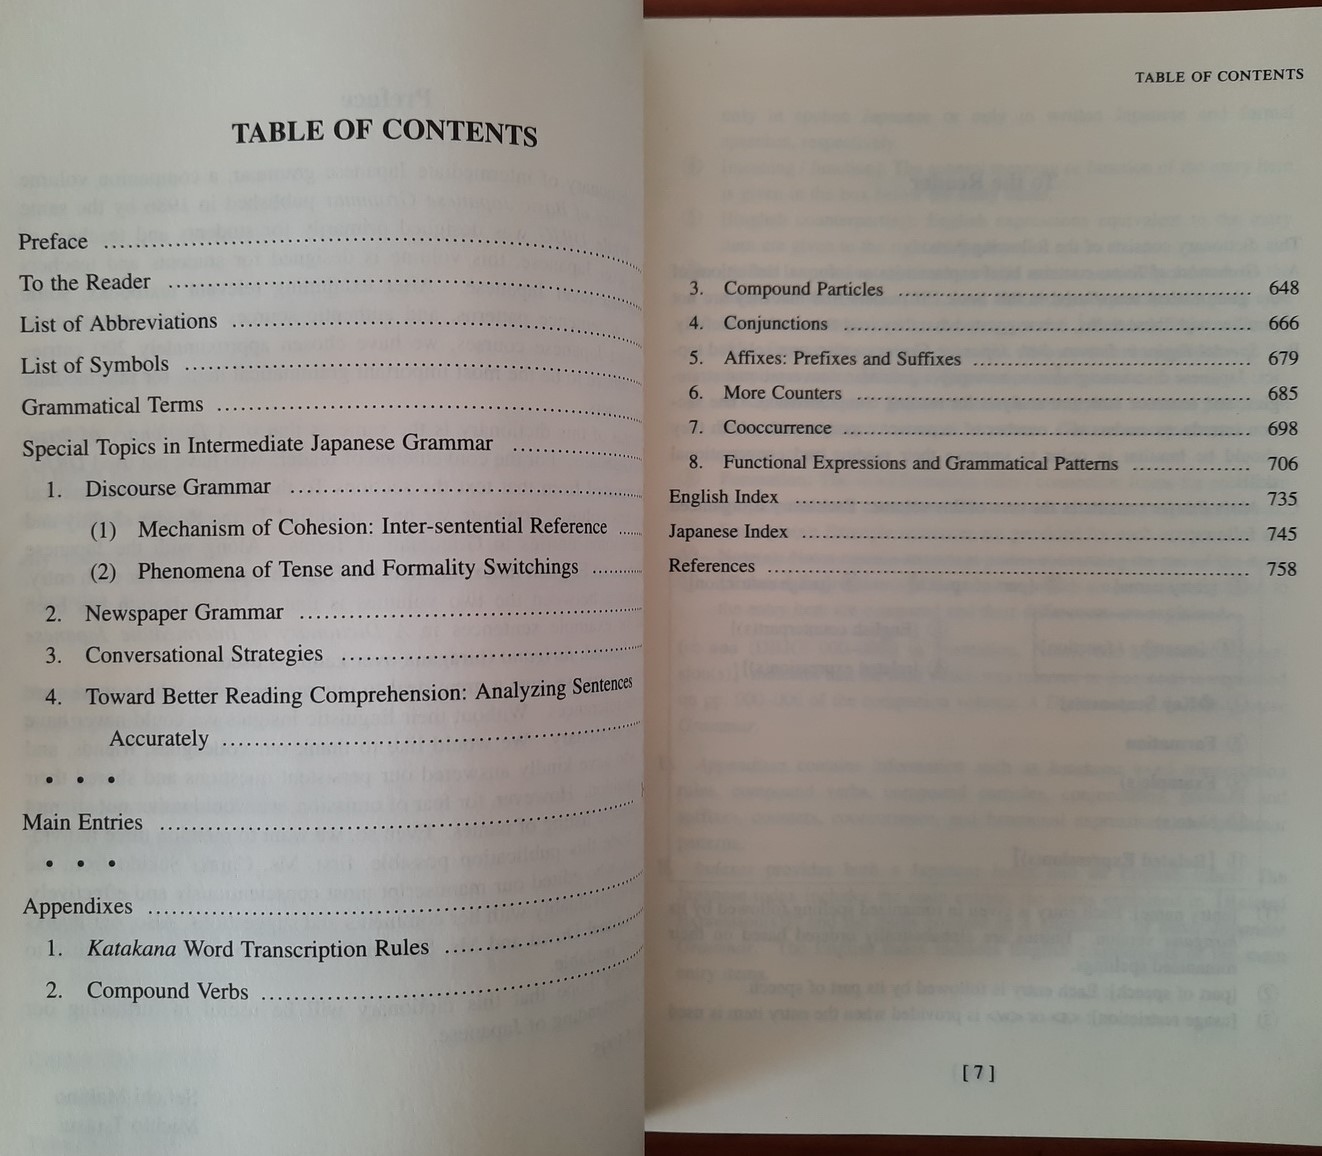 TABLE OF CONTENTS
Preface ........................................
To the Reader ........................................
List of Abbreviations ........................................
List of Symbols ........................................
Grammatical Terms ........................................
Special Topics in Intermediate Japanese Grammar ....................
1. Discourse Grammar ........................................
(1) Mechanism of Cohesion: Inter-sentential Reference ......
(2) Phenomena of Tense and Formality Switchings ..........
2. Newspaper Grammar ........................................
3. Conversational Strategies ........................................
4. Toward Better Reading Comprehension: Analyzing Sentences
Accurately ........................................
• • •
Main Entries ........................................
• • •
Appendixes ........................................
1. Katakana Word Transcription Rules ..............................
2. Compound Verbs ........................................
TABLE OF CONTENTS
3. Compound Particles ........................................ 648
4. Conjunctions ........................................ 666
5. Affixes: Prefixes and Suffixes ........................................ 679
6. More Counters ........................................ 685
7. Cooccurrence ........................................ 698
8. Functional Expressions and Grammatical Patterns .................... 706
English Index ........................................ 735
Japanese Index ........................................ 745
References ........................................ 758
[ 7 ]